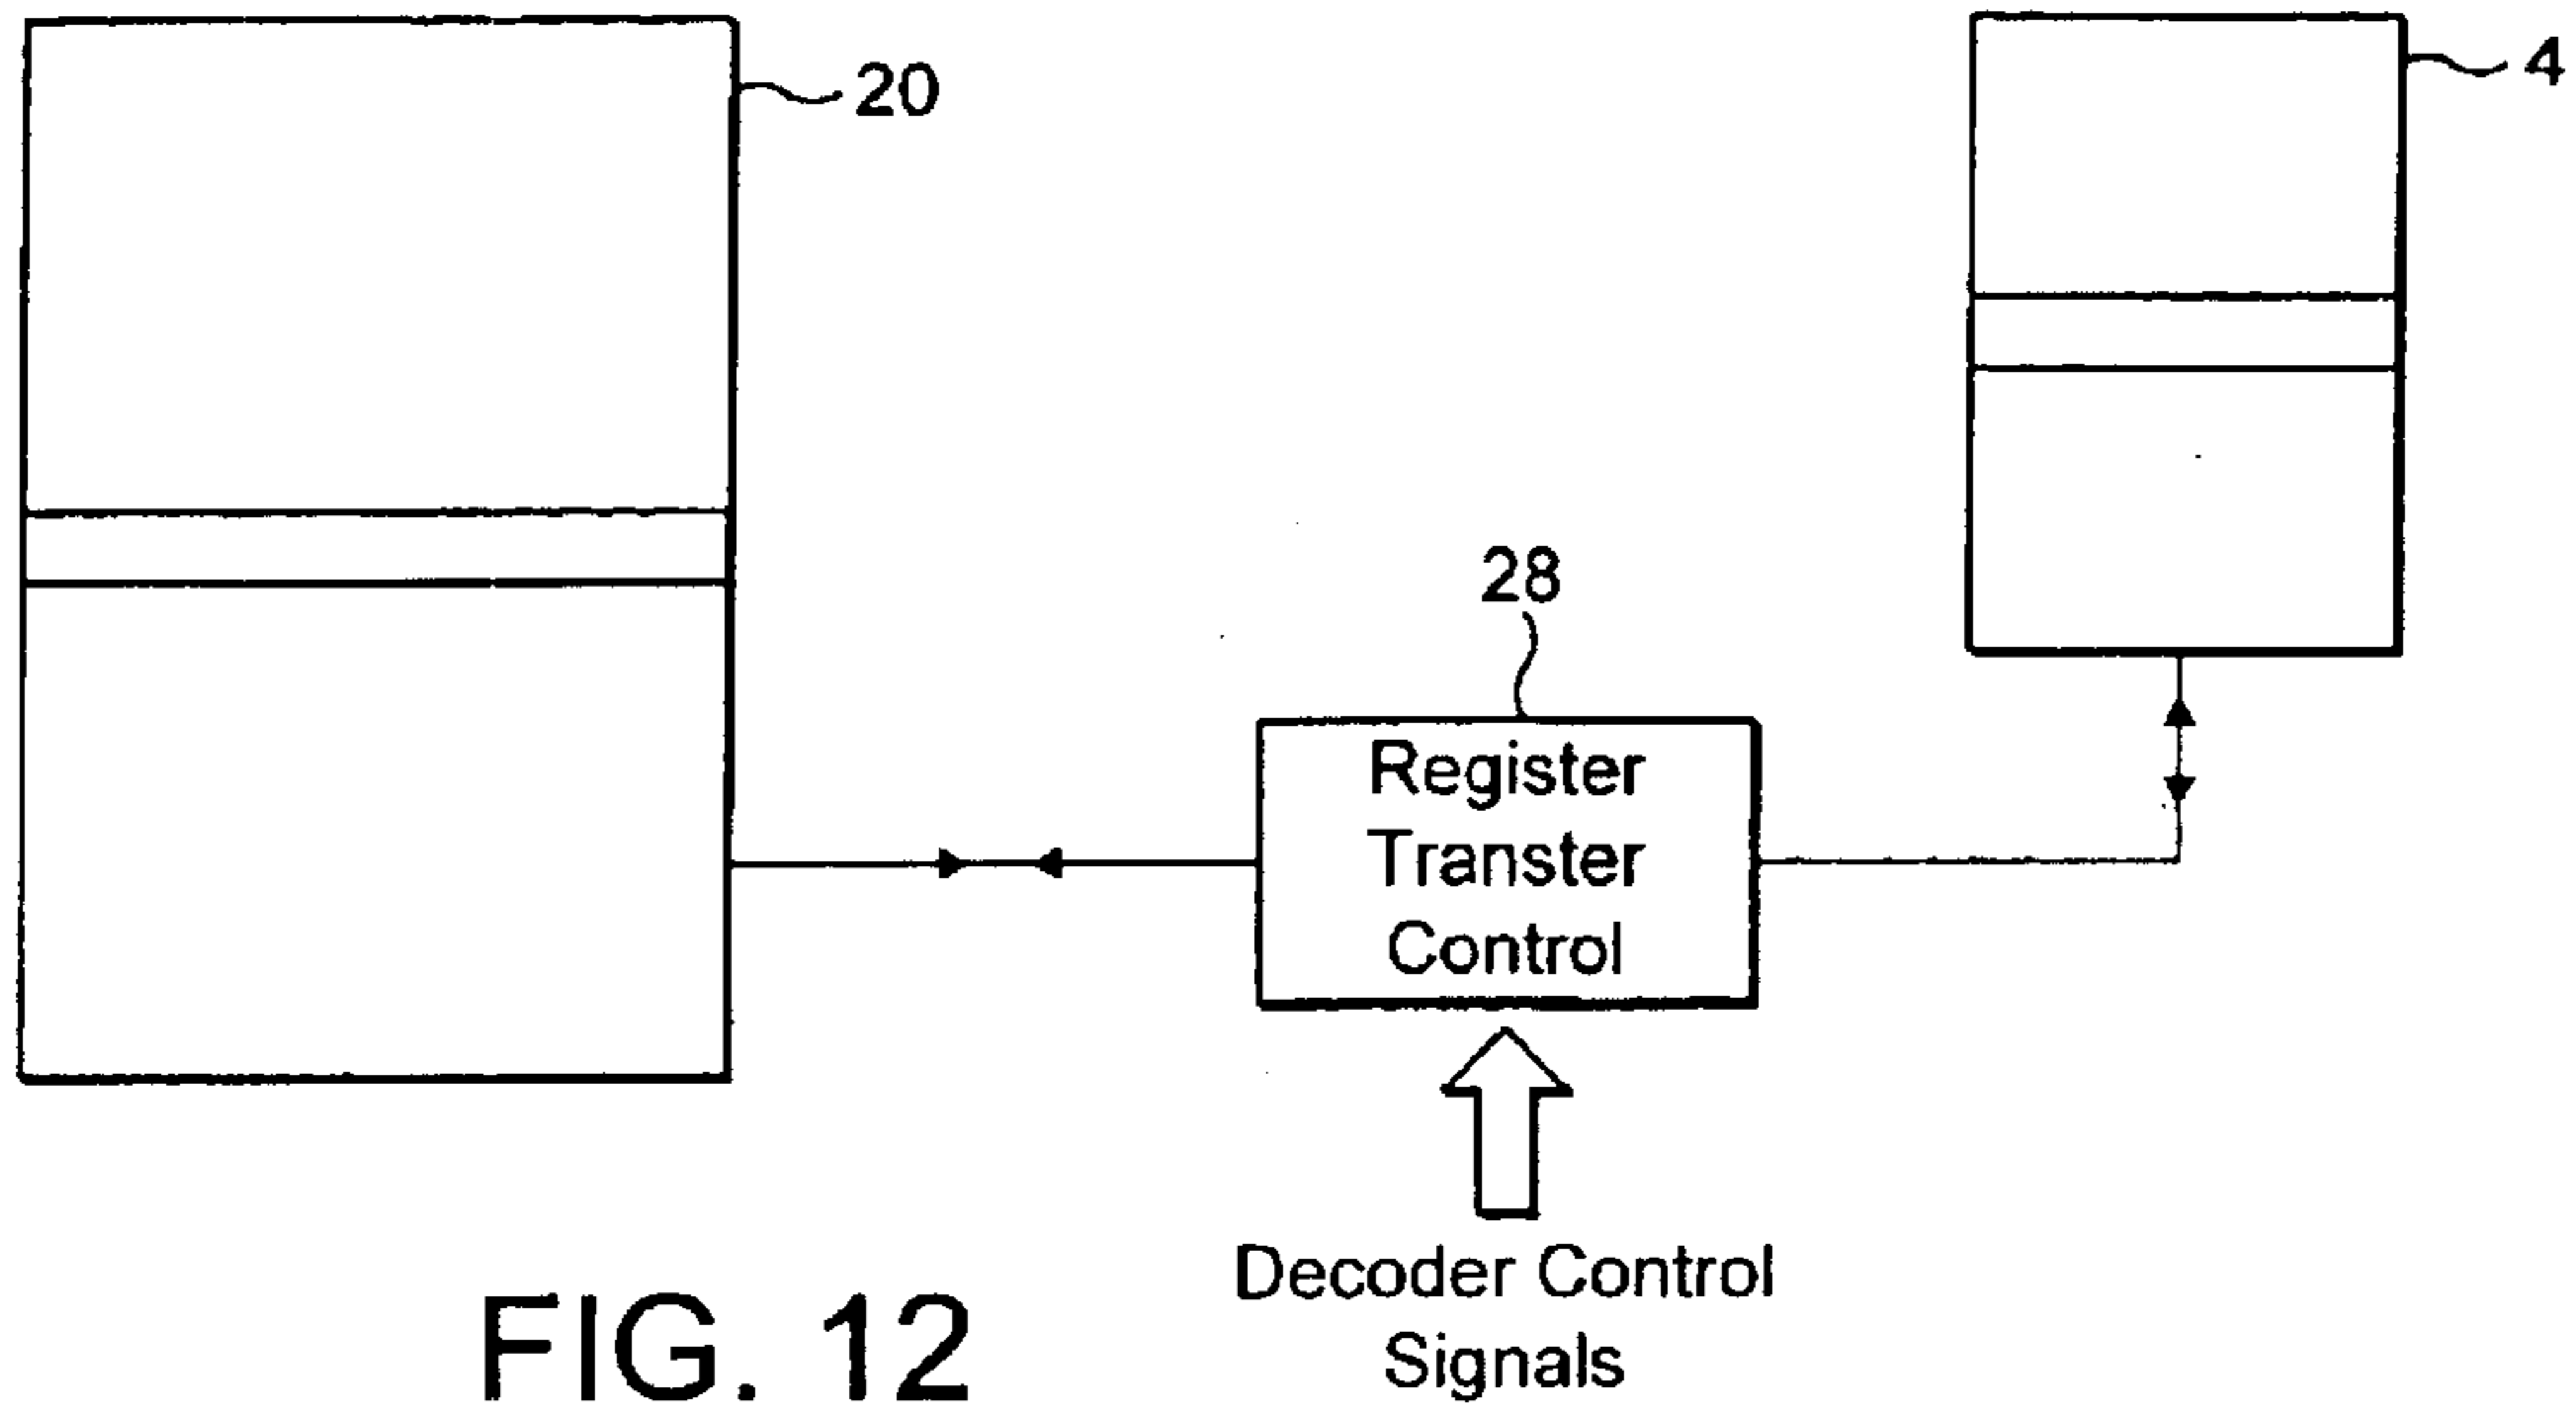 20
4
28
Register
Transter
Control
Decoder Control
Signals
FIG. 12